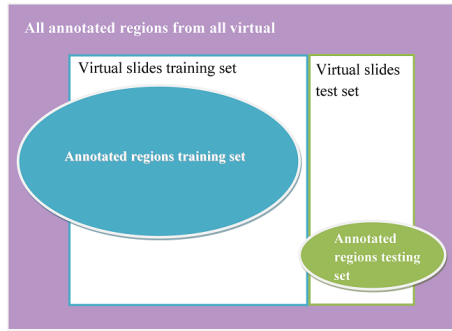 All annotated regions from all virtual
Virtual slides training set
Virtual slides
test set
Annotated regions training set
Annotated
regions testing
set